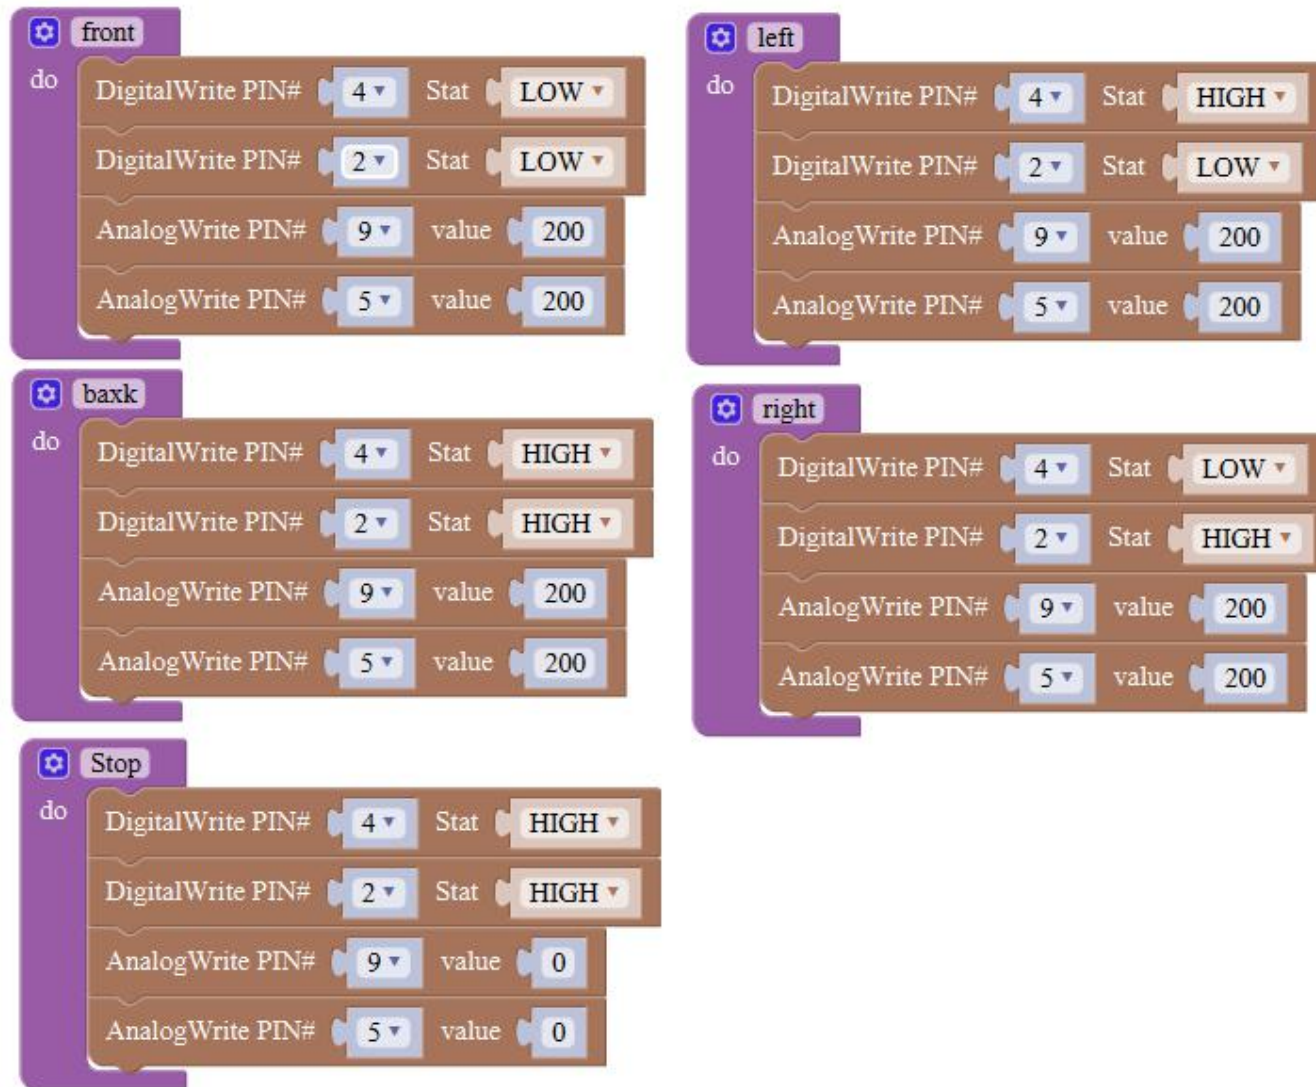 front
do
DigitalWrite PIN# 4 Stat LOW
DigitalWrite PIN# 2 Stat LOW
AnalogWrite PIN# 9 value 200
AnalogWrite PIN# 5 value 200
baxk
do
DigitalWrite PIN# 4 Stat HIGH
DigitalWrite PIN# 2 Stat HIGH
AnalogWrite PIN# 9 value 200
AnalogWrite PIN# 5 value 200
Stop
do
DigitalWrite PIN# 4 Stat HIGH
DigitalWrite PIN# 2 Stat HIGH
AnalogWrite PIN# 9 value 0
AnalogWrite PIN# 5 value 0
left
do
DigitalWrite PIN# 4 Stat HIGH
DigitalWrite PIN# 2 Stat LOW
AnalogWrite PIN# 9 value 200
AnalogWrite PIN# 5 value 200
right
do
DigitalWrite PIN# 4 Stat LOW
DigitalWrite PIN# 2 Stat HIGH
AnalogWrite PIN# 9 value 200
AnalogWrite PIN# 5 value 200